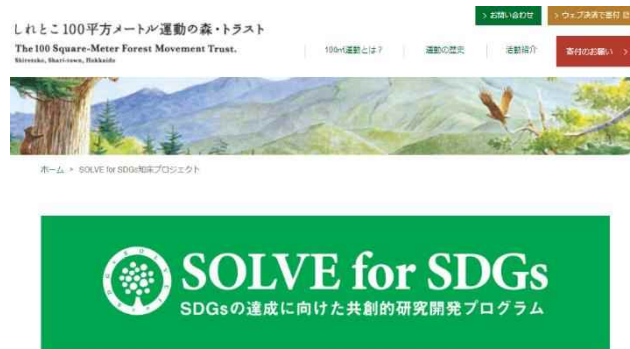 > お問い合わせ
> ウェブ決済で寄付
しれとこ100平方メートル運動の森・トラスト
The 100 Square-Meter Forest Movement Trust.
Shiretoko, Shari-town, Hokkaido
100㎡運動とは?
運動の歴史
活動紹介
寄付のお願い >
ホーム > SOLVE for SDGs知床プロジェクト
SOLVE for SDGs
SDGsの達成に向けた共創的研究開発プログラム